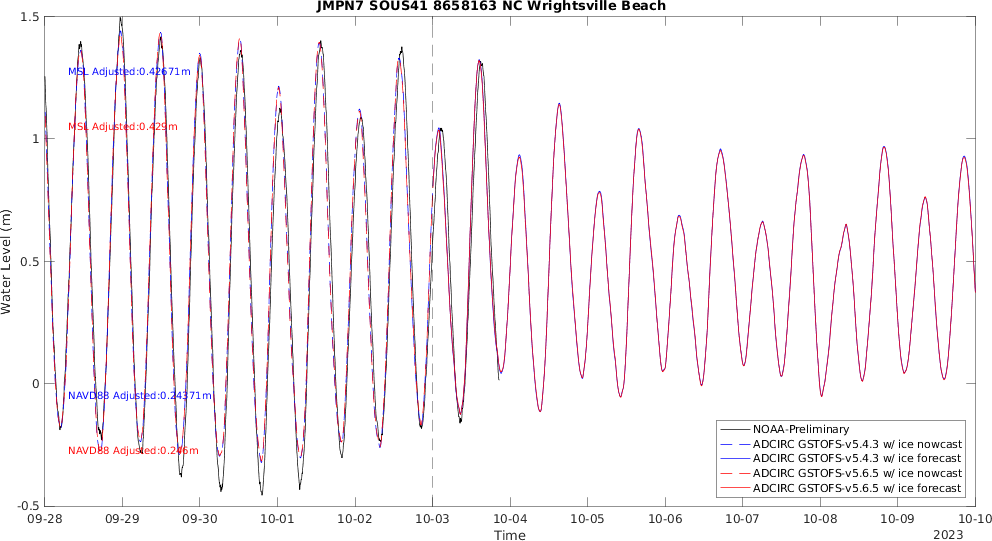 JMPN7 SOUS41 8658163 NC Wrightsville Beach
1.5
1
0.5
0
-0.5
Water Level (m)
MSL Adjusted:0.42671m
MSL Adjusted:0.429m
NAVD88 Adjusted:0.24371m
NAVD88 Adjusted:0.246m
NOAA-Preliminary
ADCIRC GSTOFS-v5.4.3 w/ ice nowcast
ADCIRC GSTOFS-v5.4.3 w/ ice forecast
ADCIRC GSTOFS-v5.6.5 w/ ice nowcast
ADCIRC GSTOFS-v5.6.5 w/ ice forecast
09-28 09-29 09-30 10-01 10-02 10-03 10-04 10-05 10-06 10-07 10-08 10-09 10-10
Time
2023